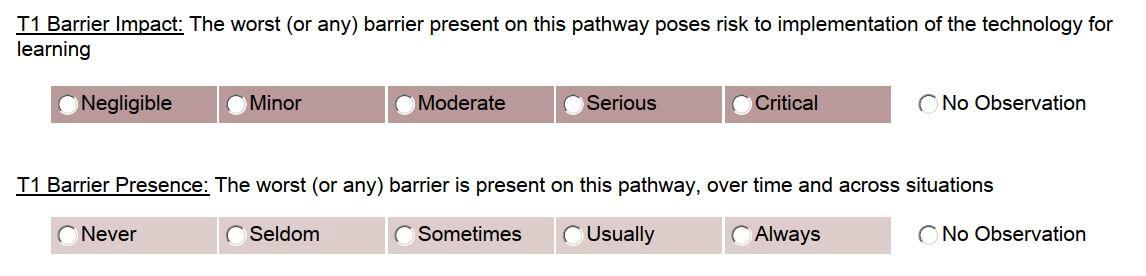 T1 Barrier Impact: The worst (or any) barrier present on this pathway poses risk to implementation of the technology for
learning
Negligible Minor Moderate Serious Critical No Observation
T1 Barrier Presence: The worst (or any) barrier is present on this pathway, over time and across situations
Never Seldom Sometimes Usually Always No Observation